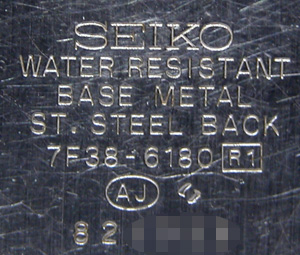 SEIKO
WATER RESISTANT
BASE METAL
ST. STEEL BACK
7F38-6180 R1
AJ
82